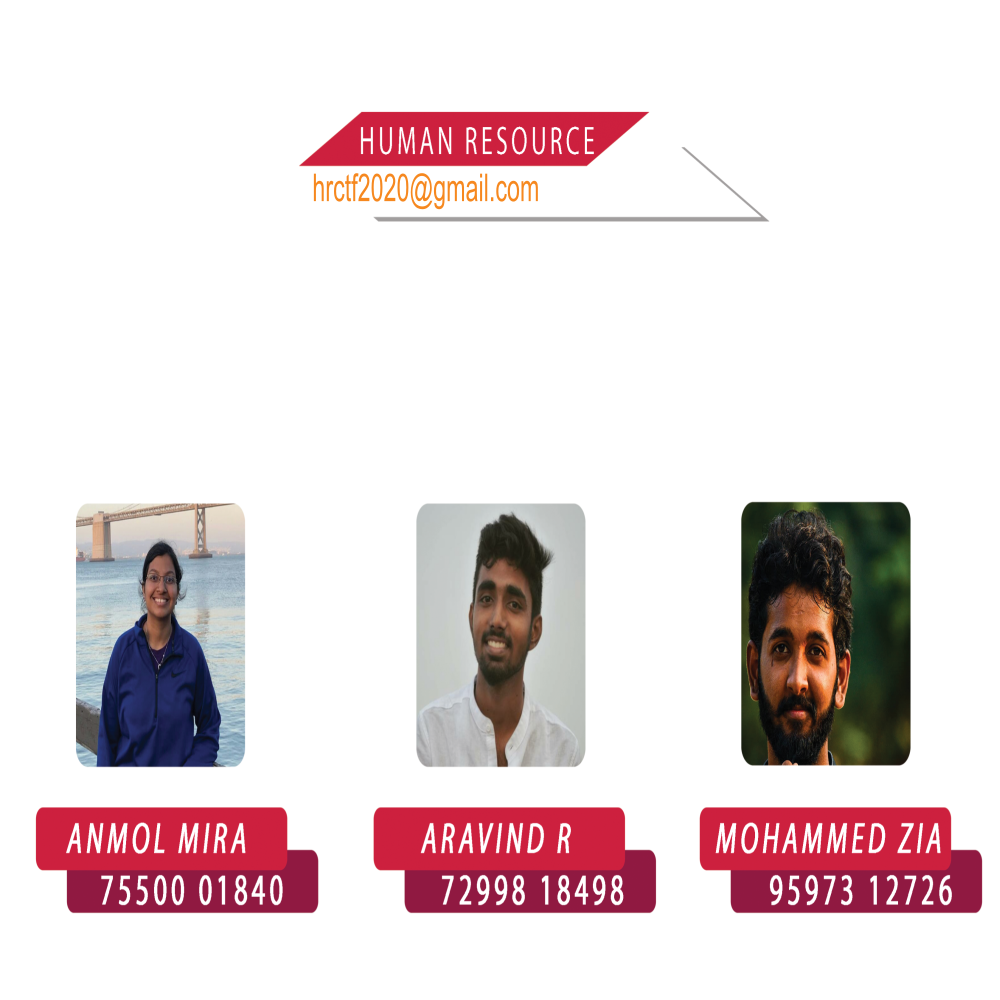 HUMAN RESOURCE
hrctf2020@gmail.com
ANMOL MIRA
75500 01840
ARAVIND R
72998 18498
MOHAMMED ZIA
95973 12726